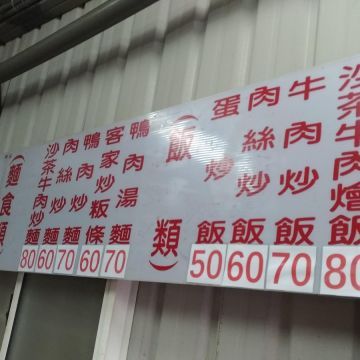 (麵食類)
沙茶牛肉炒麵 80
肉絲炒麵 60
鴨肉炒麵 70
客家炒粄條 60
鴨肉湯麵 70
(飯類)
蛋炒飯 50
肉絲炒飯 60
牛肉炒飯 70
沙茶牛肉燴飯 80